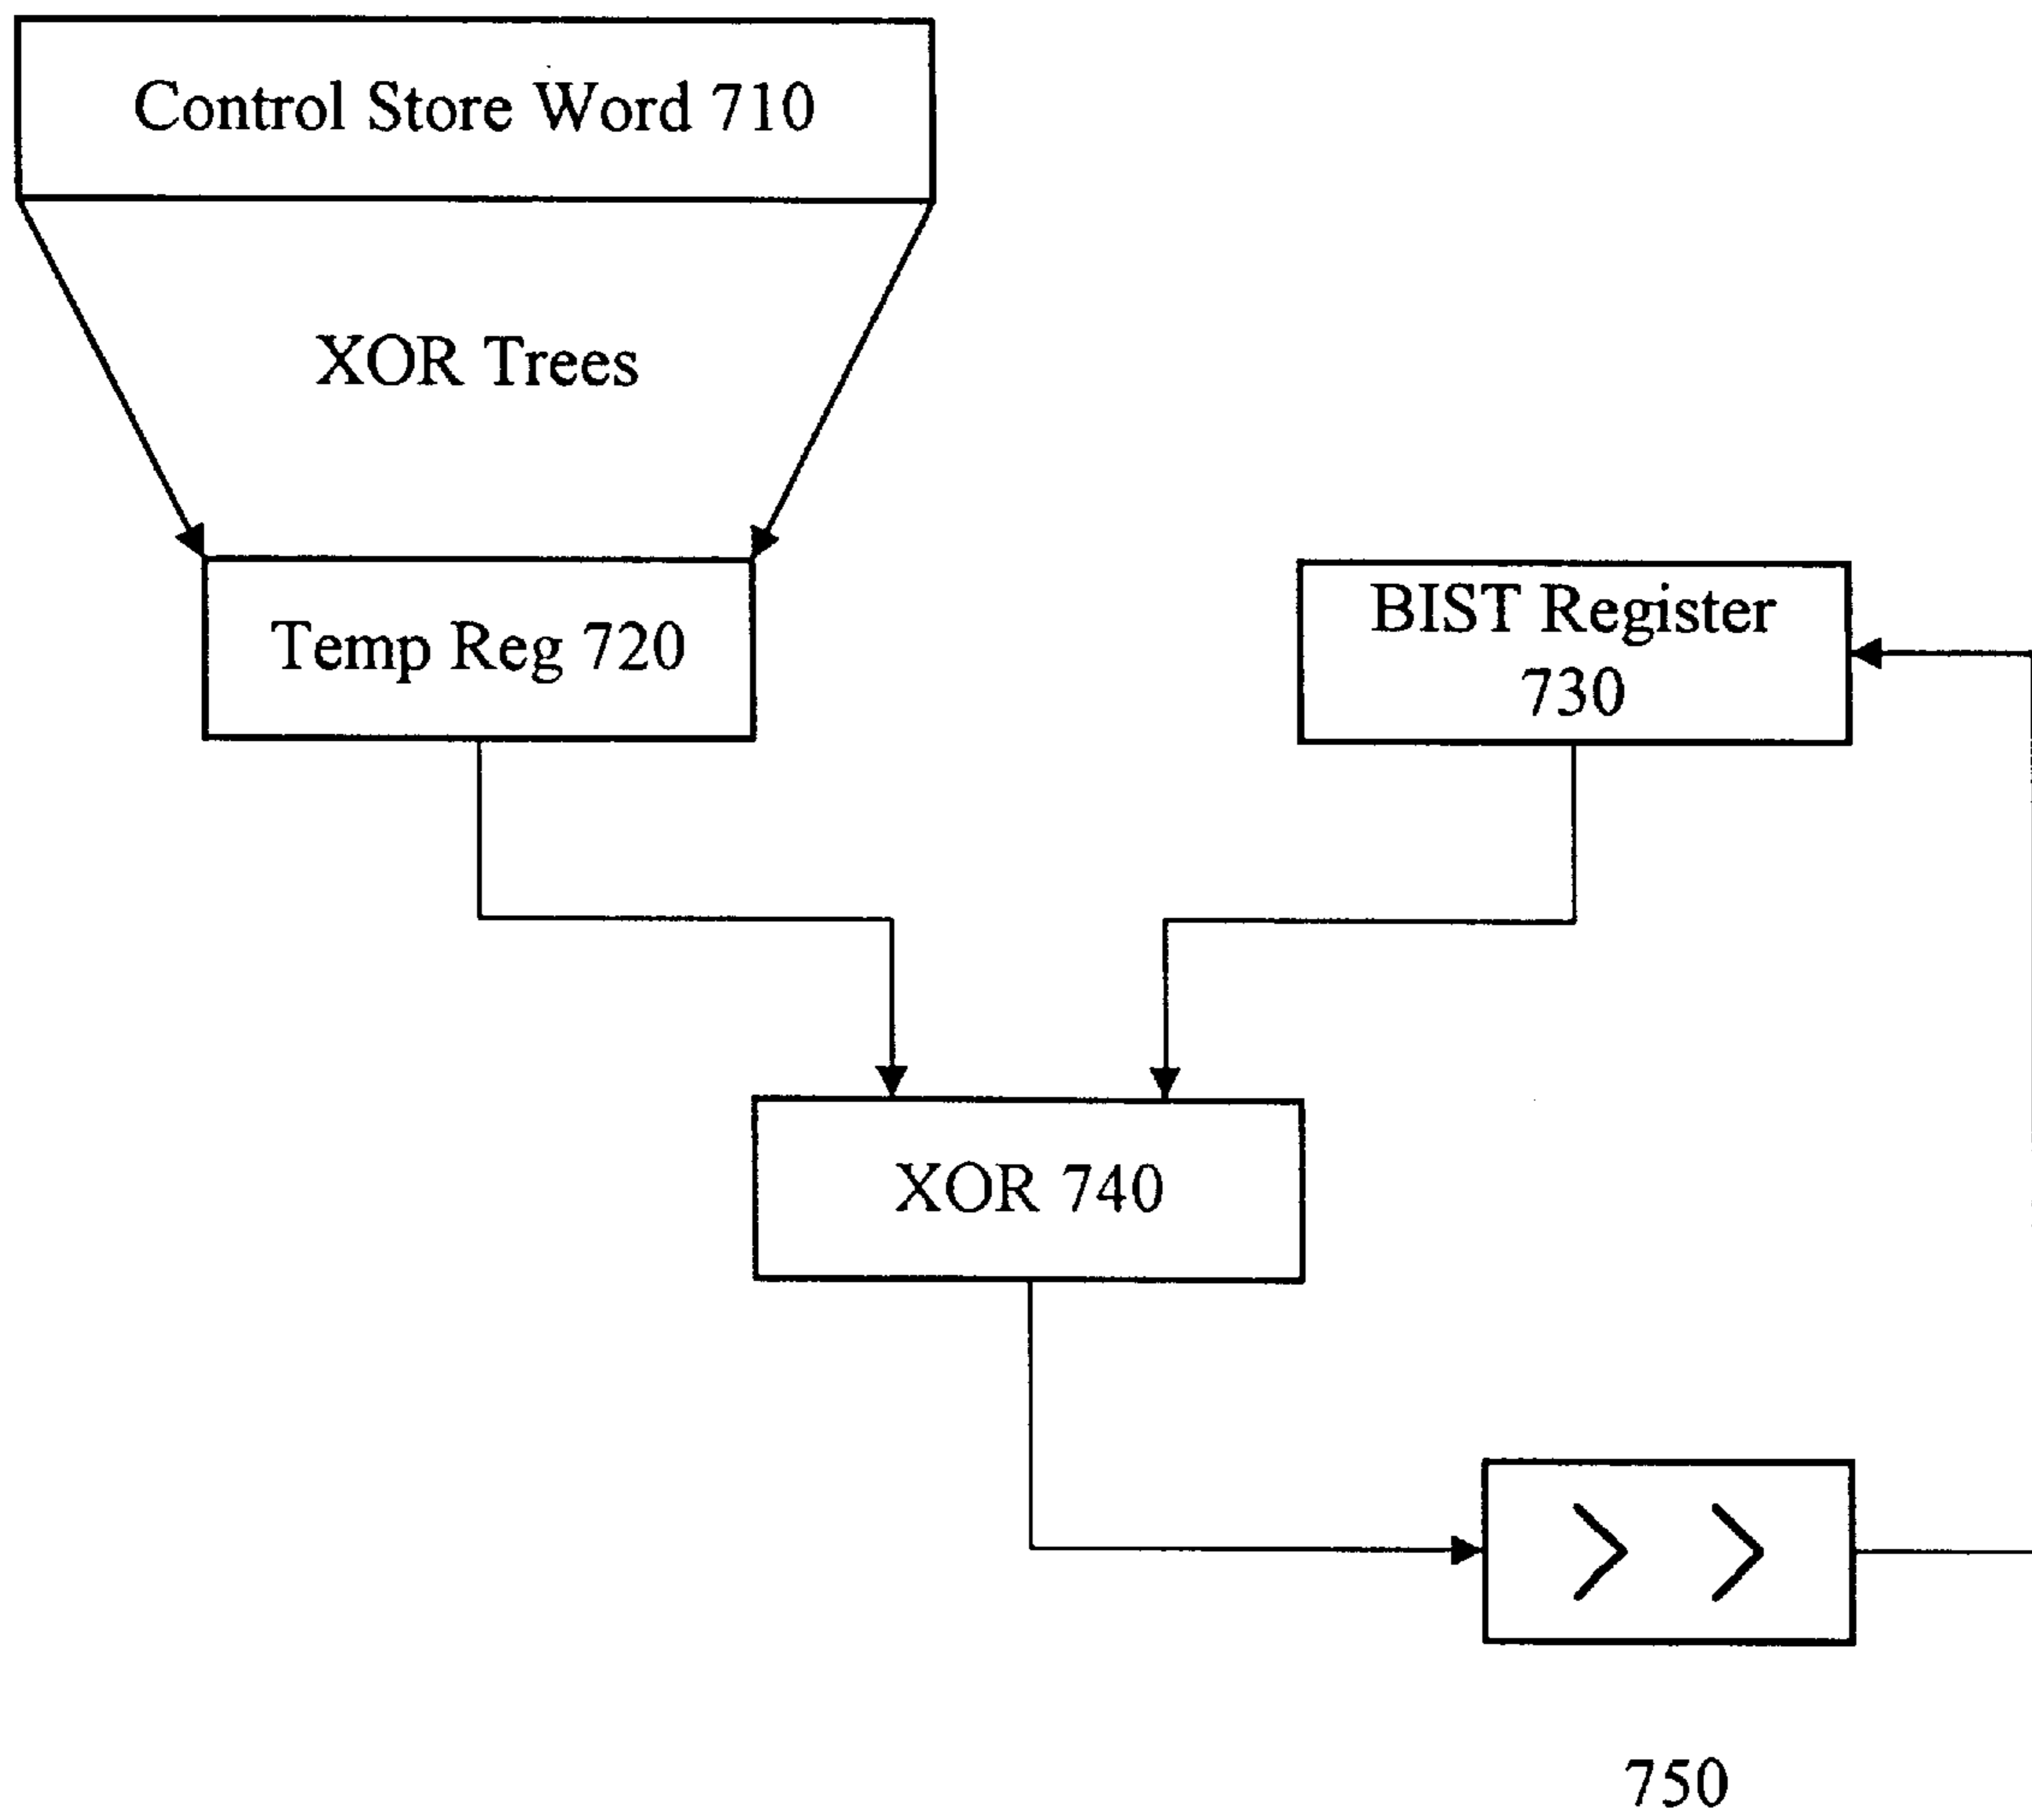 Control Store Word 710
XOR Trees
Temp Reg 720
BIST Register
730
XOR 740
> >
750